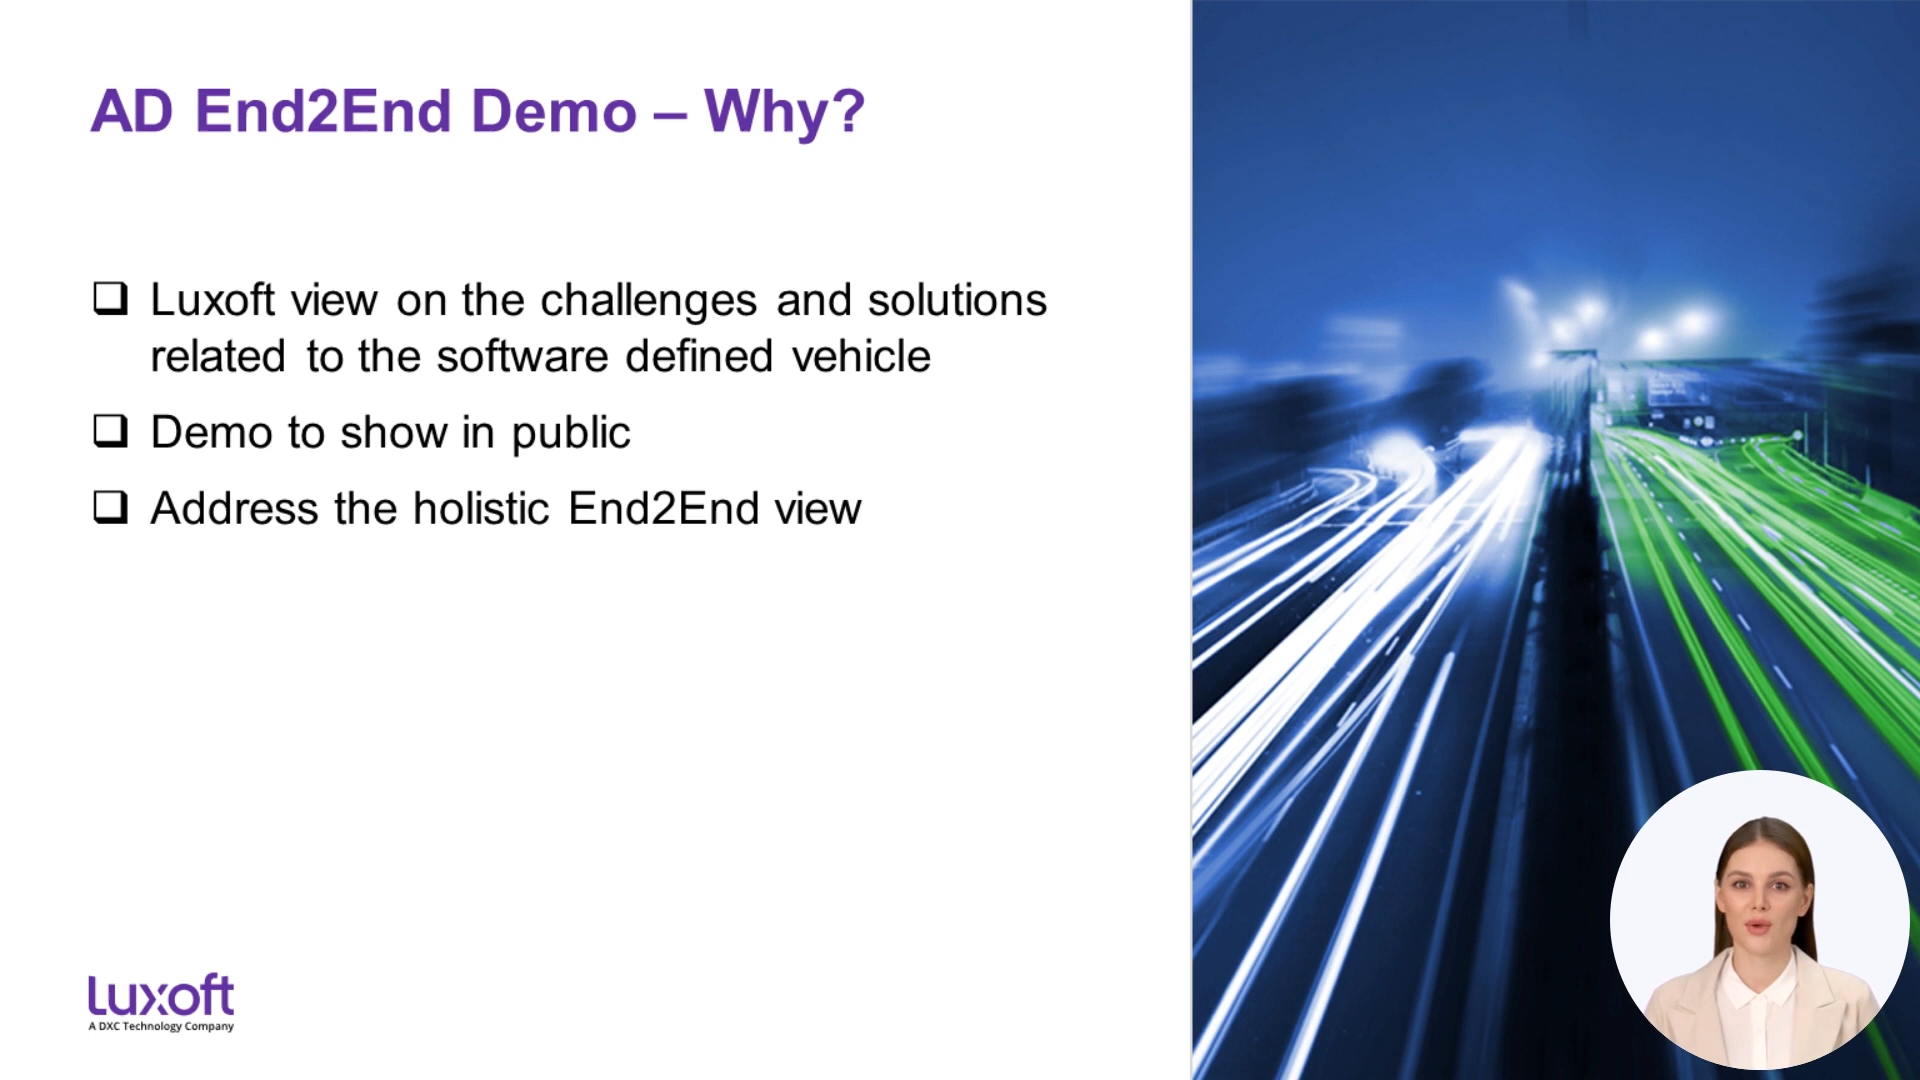 AD End2End Demo – Why?
❑ Luxoft view on the challenges and solutions
related to the software defined vehicle
❑ Demo to show in public
❑ Address the holistic End2End view
luxoft
A DXC Technology Company